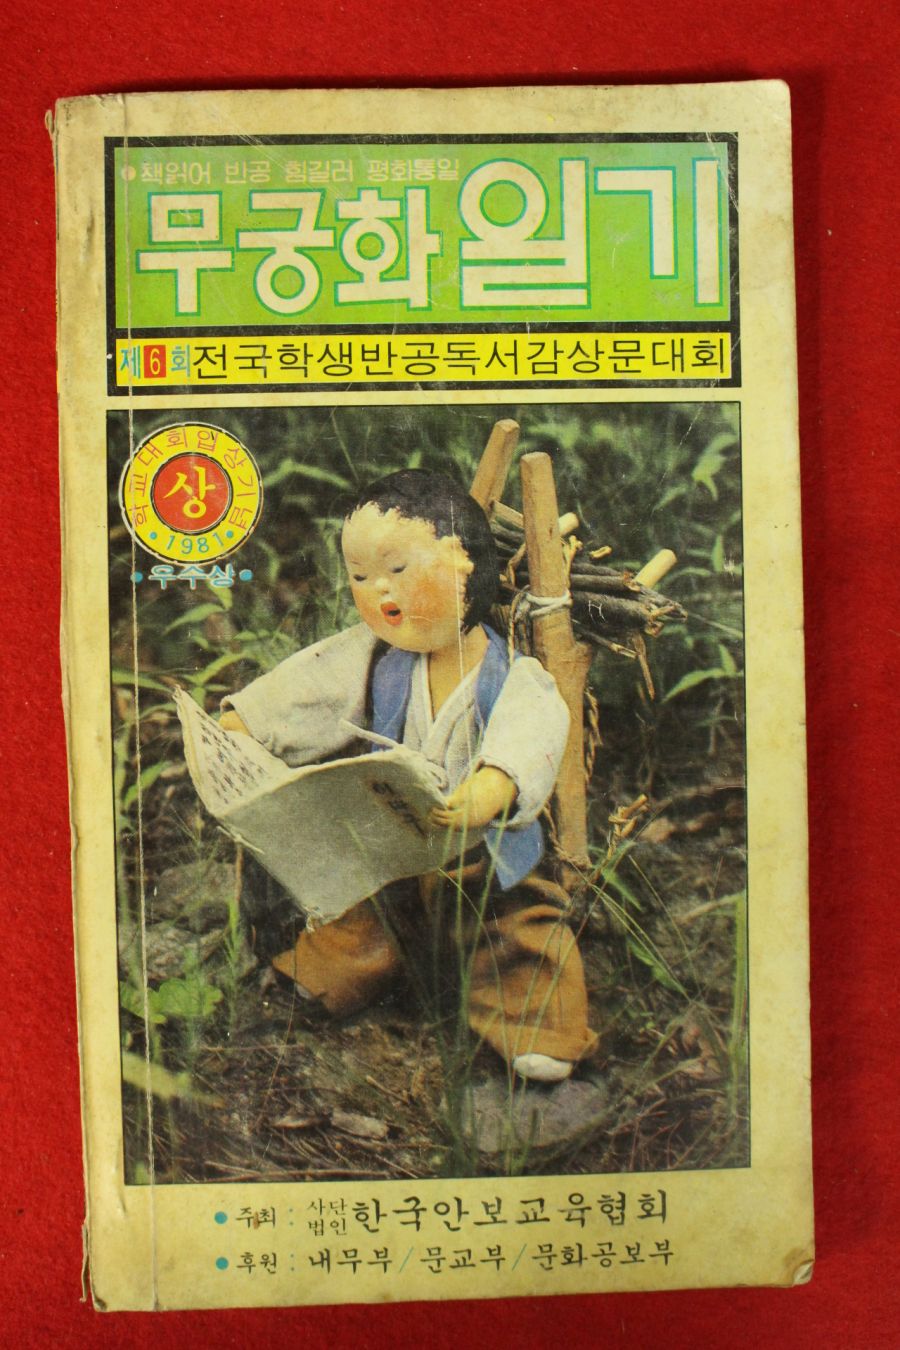 •책읽어 반공 힘길러 평화통일
무궁화일기
제6회전국학생반공독서감상문대회
학교대회입상기념
상
•1981•
•우수상•
•주최 : 사단법인 한국안보교육협회
•후원 : 내무부/문교부/문화공보부